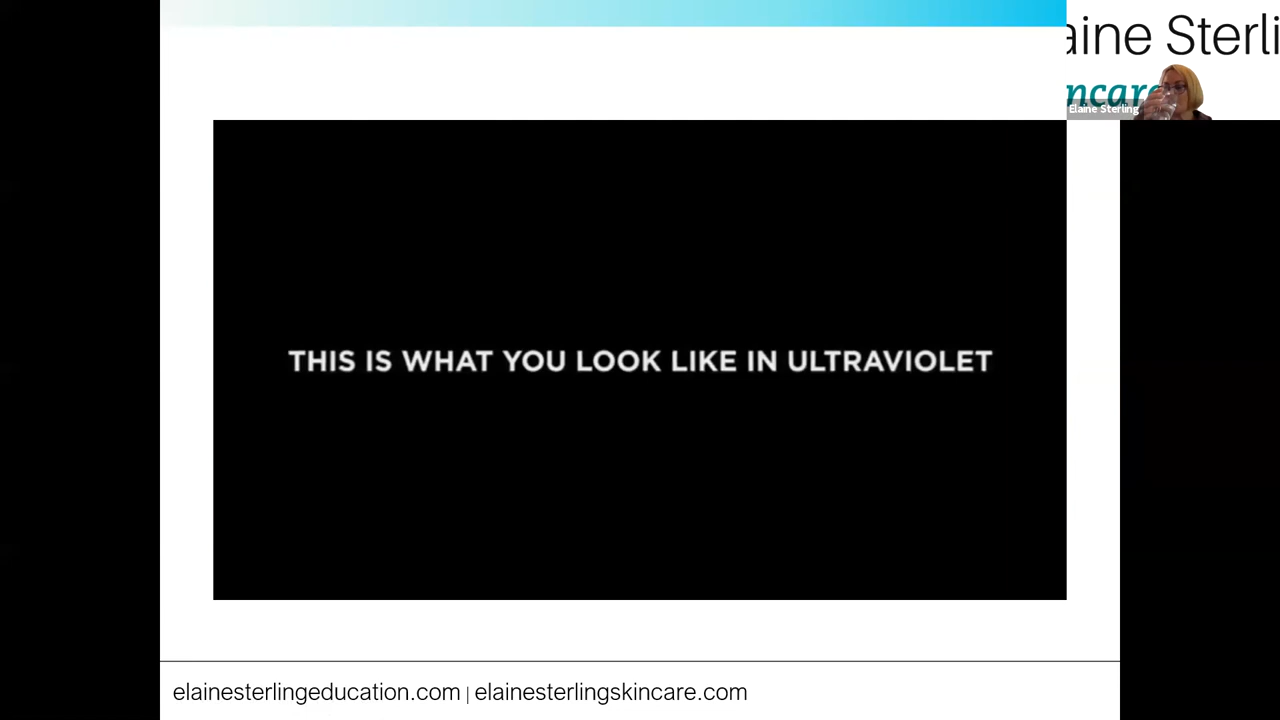 aine Sterli
ncare
Elaine Sterling
THIS IS WHAT YOU LOOK LIKE IN ULTRAVIOLET
elainesterlingeducation.com | elainesterlingskincare.com